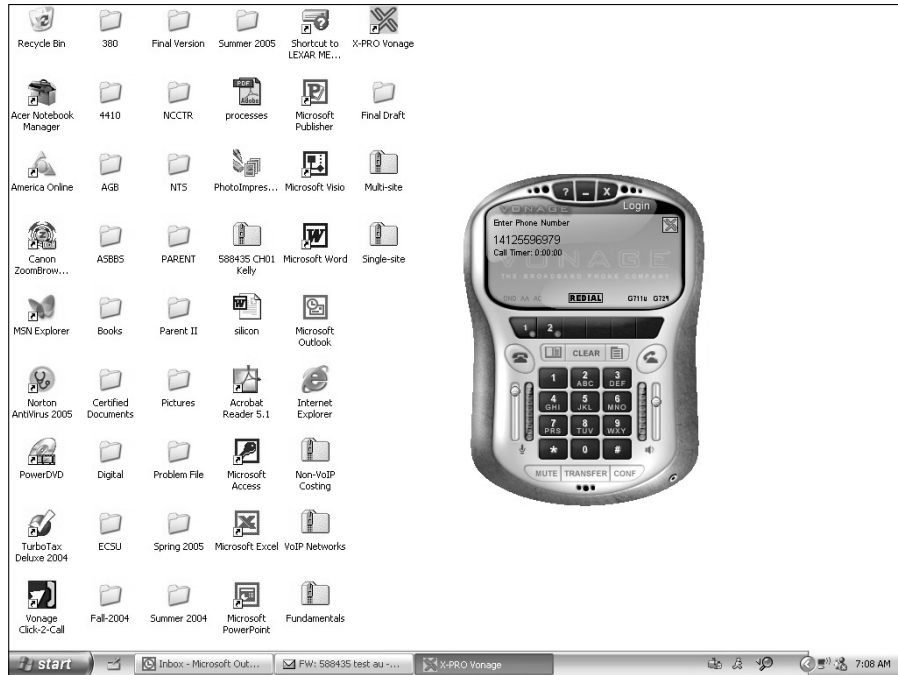 Recycle Bin
380
Final Version
Summer 2005
Shortcut to
LEXAR ME...
X-PRO Vonage
Acer Notebook
Manager
4410
NCCTR
processes
Microsoft
Publisher
Final Draft
America Online
AGB
NTS
PhotoImpres...
Microsoft Visio
Multi-site
Canon
ZoomBrow...
ASBBS
PARENT
588435 CH01
Kelly
Microsoft Word
Single-site
MSN Explorer
Books
Parent II
silicon
Microsoft
Outlook
Norton
AntiVirus 2005
Certified
Documents
Pictures
Acrobat
Reader 5.1
Internet
Explorer
PowerDVD
Digital
Problem File
Microsoft
Access
Non-VoIP
Costing
TurboTax
Deluxe 2004
ECSU
Spring 2005
Microsoft Excel
VoIP Networks
Vonage
Click-2-Call
Fall-2004
Summer 2004
Microsoft
PowerPoint
Fundamentals
? – X
VONAGE
Login
Enter Phone Number
14125596979
Call Timer: 0:00:00
VONAGE
THE BROADBAND PHONE COMPANY
DND AA AC REDIAL G711u G729
1 2
CLEAR
1 2 ABC 3 DEF
4 GHI 5 JKL 6 MNO
7 PRS 8 TUV 9 WXY
* 0 #
MUTE TRANSFER CONF
start
Inbox - Microsoft Out...
FW: 588435 test au -...
X-PRO Vonage
7:08 AM